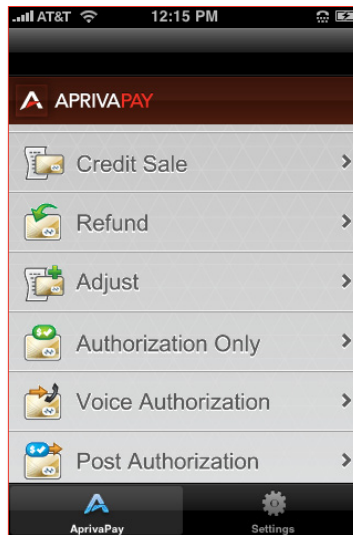 AT&T 12:15 PM
APRIVAPAY
Credit Sale
Refund
Adjust
Authorization Only
Voice Authorization
Post Authorization
AprivaPay Settings